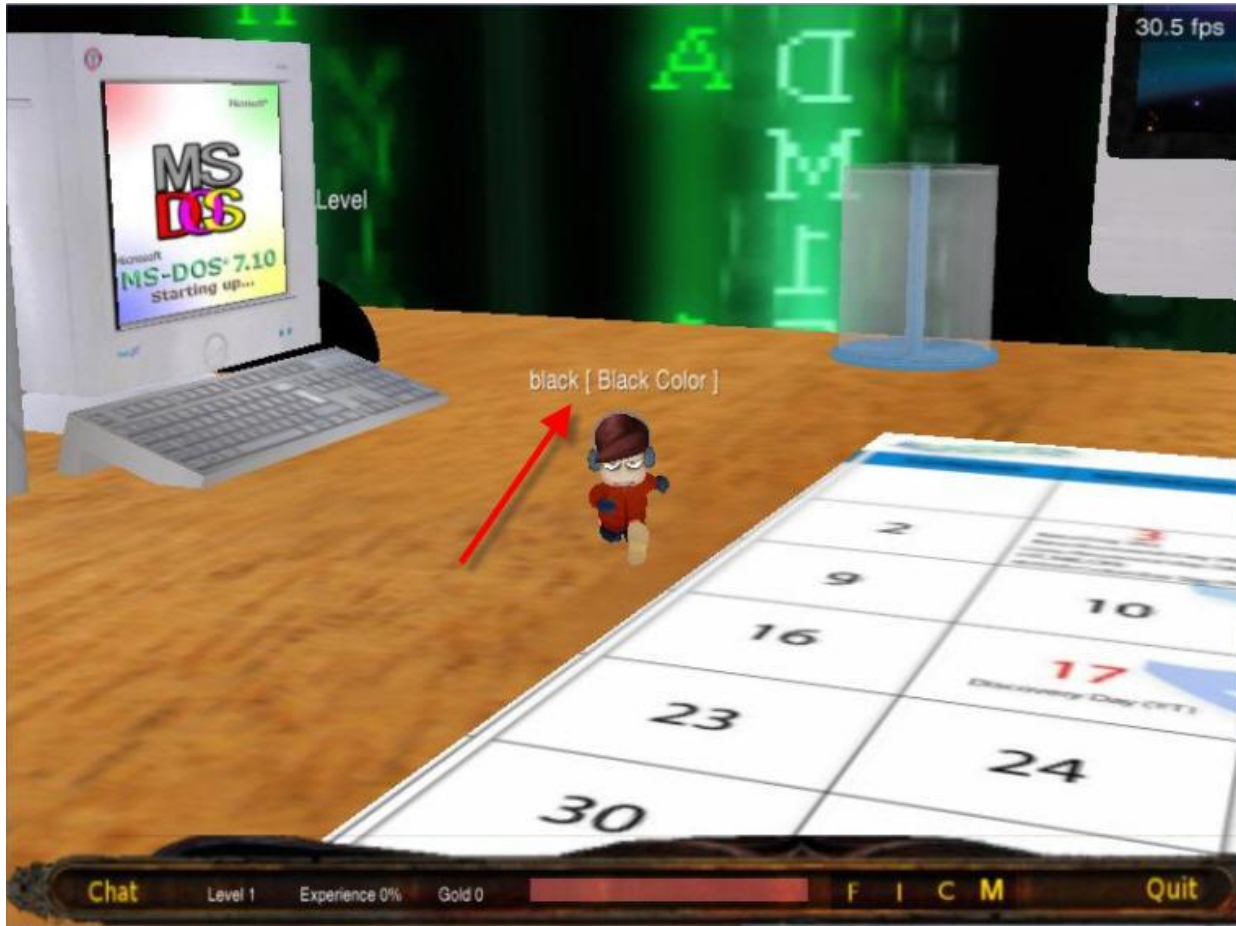 30.5 fps
A
D
M
Microsoft
MS
DOS
Level
Microsoft
MS-DOS 7.10
Starting up...
black [ Black Color ]
2
3
9
10
16
17
Discovery Day (YT)
23
24
30
Chat
Level 1
Experience 0%
Gold 0
F I C M
Quit